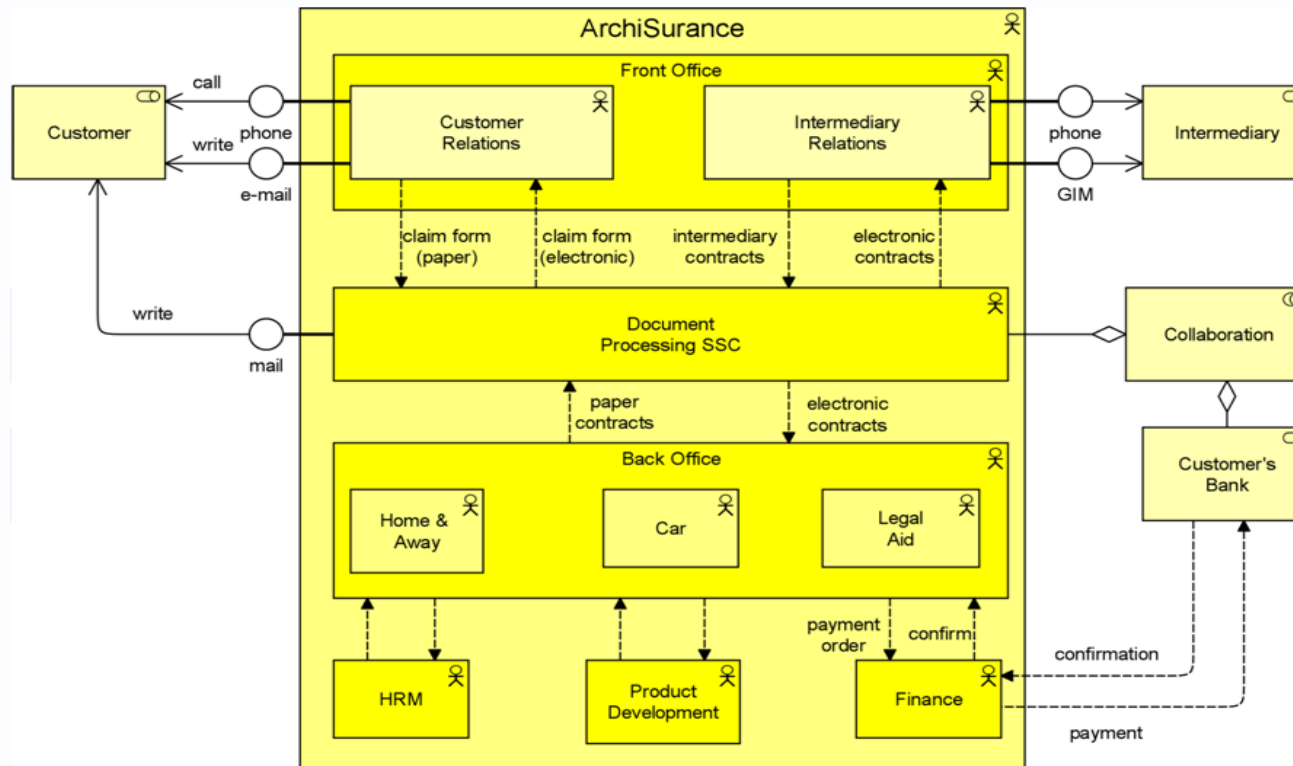 ArchiSurance
Front Office
call
Customer
phone
write
e-mail
Customer
Relations
Intermediary
Relations
phone
GIM
Intermediary
claim form
(paper)
claim form
(electronic)
intermediary
contracts
electronic
contracts
write
mail
Document
Processing SSC
Collaboration
paper
contracts
electronic
contracts
Back Office
Home &
Away
Car
Legal
Aid
Customer's
Bank
payment
order
confirm
confirmation
HRM
Product
Development
Finance
payment